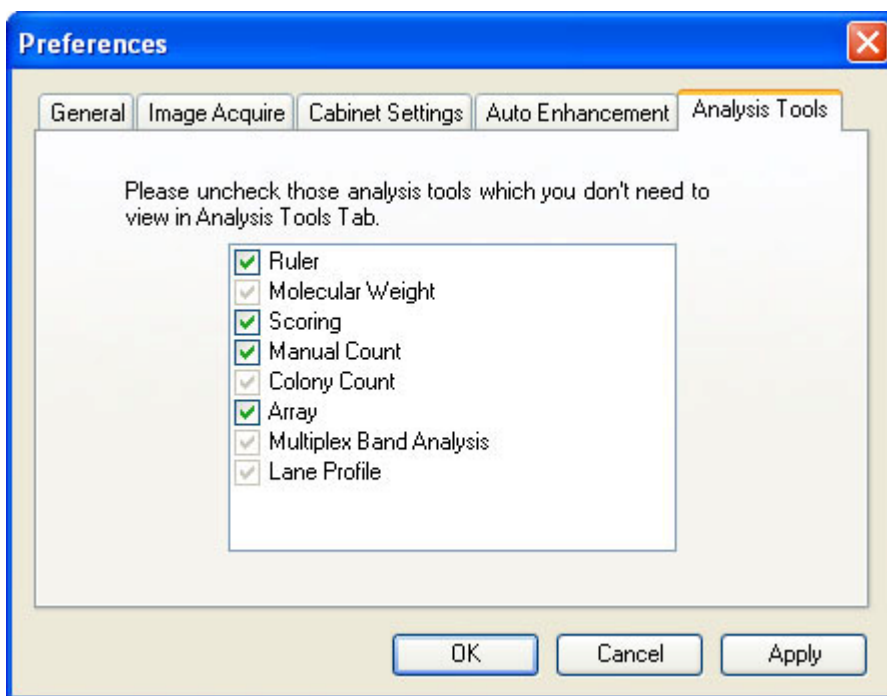 Preferences
General
Image Acquire
Cabinet Settings
Auto Enhancement
Analysis Tools
Please uncheck those analysis tools which you don't need to
view in Analysis Tools Tab.
Ruler
Molecular Weight
Scoring
Manual Count
Colony Count
Array
Multiplex Band Analysis
Lane Profile
OK
Cancel
Apply